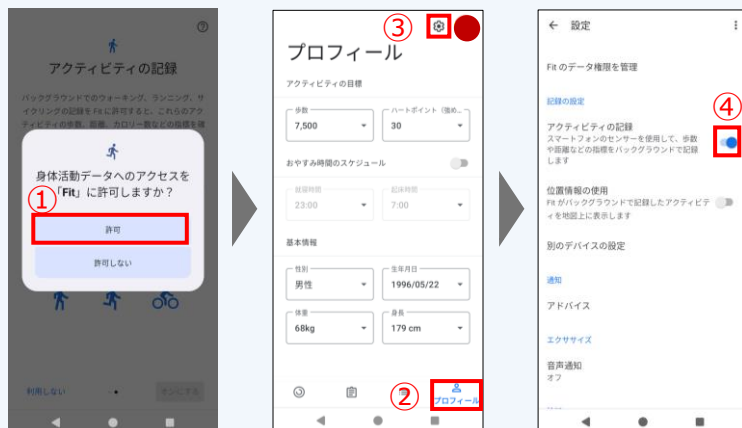 アクティビティの記録
バックグラウンドでのウォーキング、ランニング、サ
イクリングの記録を Fit に許可すると、これらのアク
ティビティの歩数、距離、カロリー数などの指標を確
身体活動データへのアクセスを
「Fit」に許可しますか？
①
許可
許可しない
利用しない
オンにする
③
プロフィール
アクティビティの目標
歩数
ハートポイント（強め...
7,500
30
おやすみ時間のスケジュール
就寝時間
起床時間
23:00
7:00
基本情報
性別
生年月日
男性
1996/05/22
体重
身長
68kg
179 cm
②
プロフィール
設定
Fit のデータ権限を管理
記録の設定
④
アクティビティの記録
スマートフォンのセンサーを使用して、歩数
や距離などの指標をバックグラウンドで記録
します
位置情報の使用
Fit がバックグラウンドで記録したアクティビテ
ィを地図上に表示します
別のデバイスの設定
通知
アドバイス
エクササイズ
音声通知
オフ